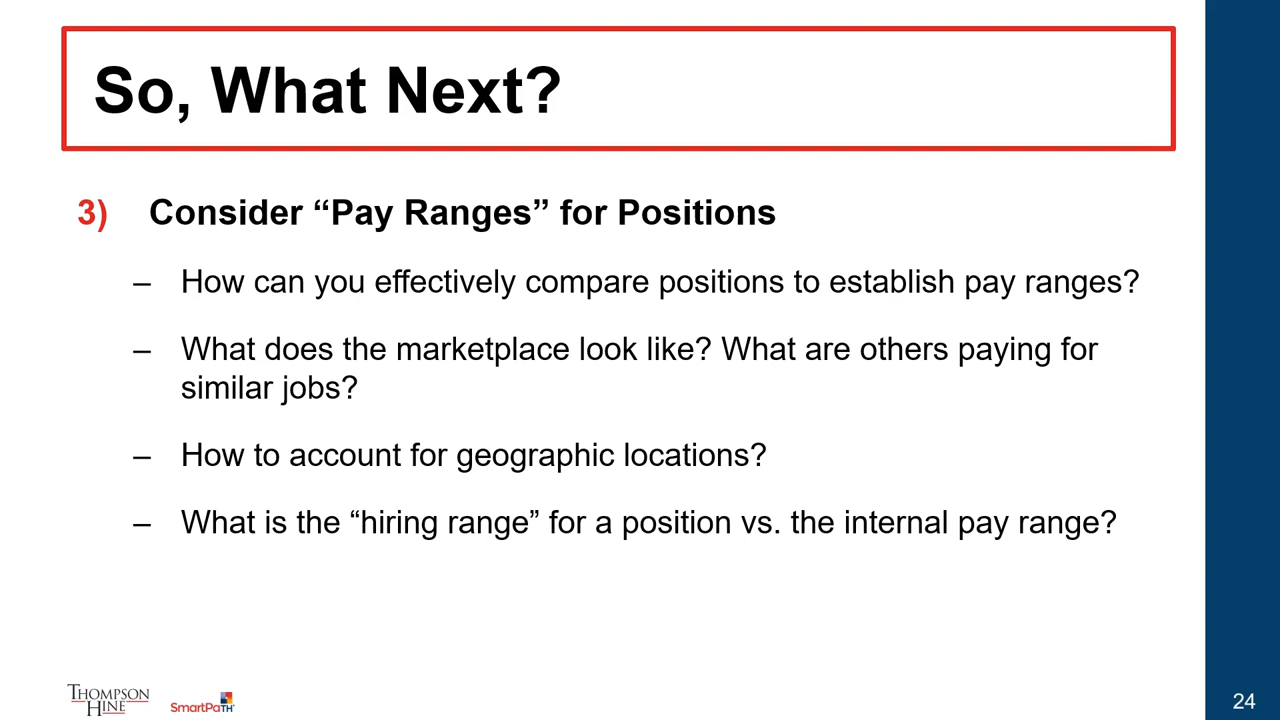 So, What Next?
3) Consider “Pay Ranges” for Positions
– How can you effectively compare positions to establish pay ranges?
– What does the marketplace look like? What are others paying for
similar jobs?
– How to account for geographic locations?
– What is the “hiring range” for a position vs. the internal pay range?
THOMPSON
HINE
SmartPaTH
24